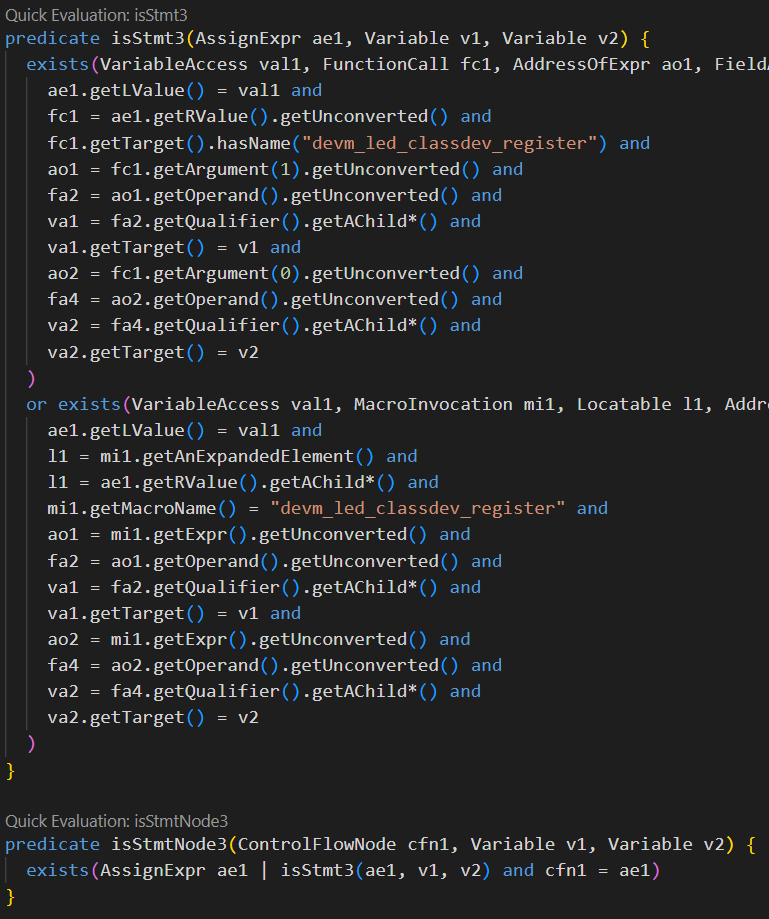 Quick Evaluation: isStmt3
predicate isStmt3(AssignExpr ae1, Variable v1, Variable v2) {
  exists(VariableAccess val1, FunctionCall fc1, AddressOfExpr ao1, Field
    ae1.getLValue() = val1 and
    fc1 = ae1.getRValue().getUnconverted() and
    fc1.getTarget().hasName("devm_led_classdev_register") and
    ao1 = fc1.getArgument(1).getUnconverted() and
    fa2 = ao1.getOperand().getUnconverted() and
    va1 = fa2.getQualifier().getAChild*() and
    va1.getTarget() = v1 and
    ao2 = fc1.getArgument(0).getUnconverted() and
    fa4 = ao2.getOperand().getUnconverted() and
    va2 = fa4.getQualifier().getAChild*() and
    va2.getTarget() = v2
  )
  or exists(VariableAccess val1, MacroInvocation mi1, Locatable l1, Addr
    ae1.getLValue() = val1 and
    l1 = mi1.getAnExpandedElement() and
    l1 = ae1.getRValue().getAChild*() and
    mi1.getMacroName() = "devm_led_classdev_register" and
    ao1 = mi1.getExpr().getUnconverted() and
    fa2 = ao1.getOperand().getUnconverted() and
    va1 = fa2.getQualifier().getAChild*() and
    va1.getTarget() = v1 and
    ao2 = mi1.getExpr().getUnconverted() and
    fa4 = ao2.getOperand().getUnconverted() and
    va2 = fa4.getQualifier().getAChild*() and
    va2.getTarget() = v2
  )
}
Quick Evaluation: isStmtNode3
predicate isStmtNode3(ControlFlowNode cfn1, Variable v1, Variable v2) {
  exists(AssignExpr ae1 | isStmt3(ae1, v1, v2) and cfn1 = ae1)
}